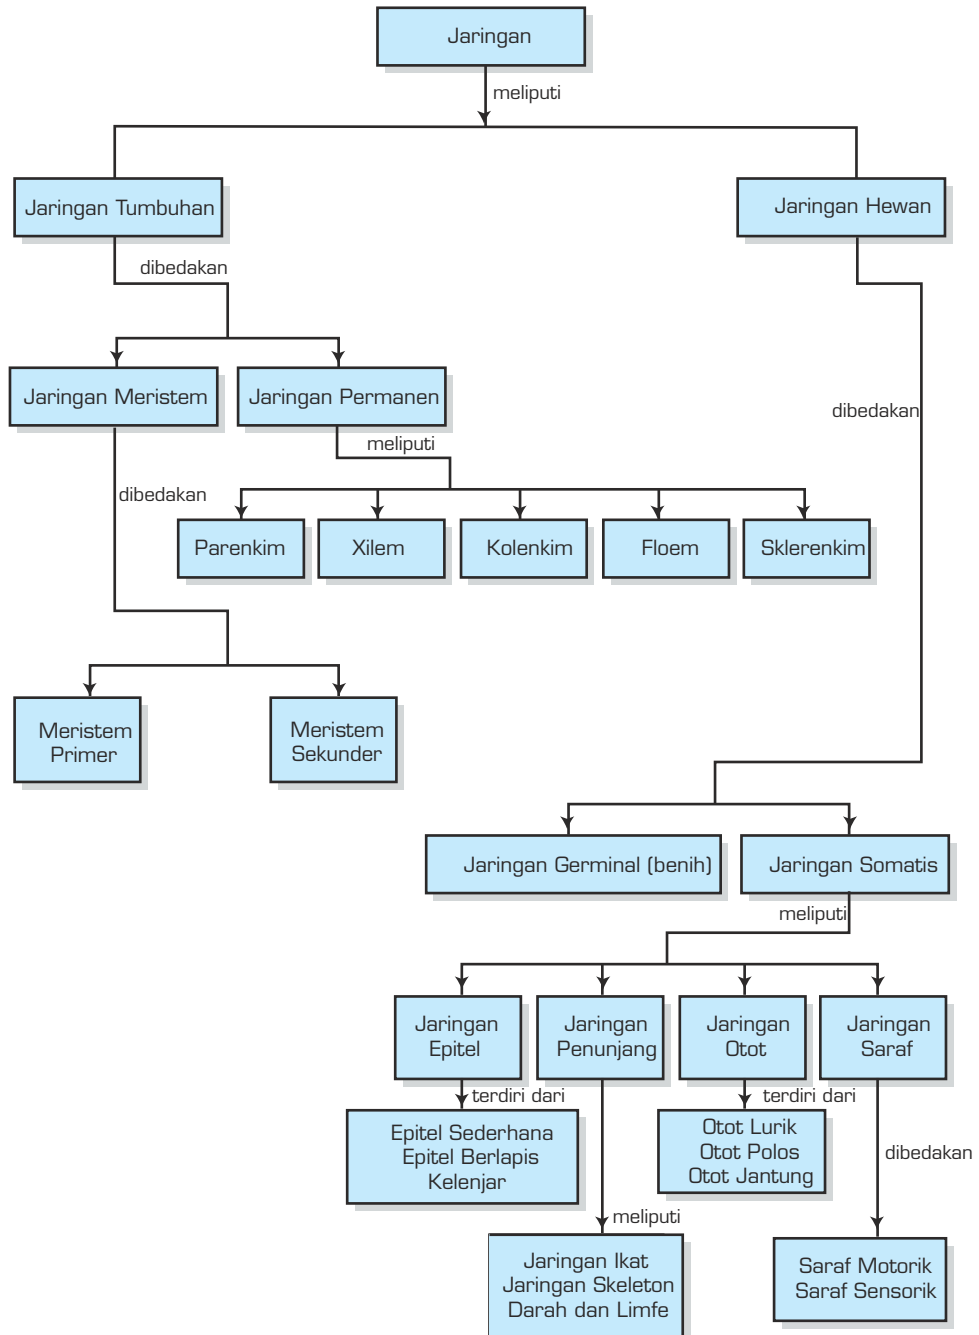 Jaringan
meliputi
Jaringan Tumbuhan
Jaringan Hewan
dibedakan
Jaringan Meristem
Jaringan Permanen
dibedakan
meliputi
dibedakan
Parenkim
Xilem
Kolenkim
Floem
Sklerenkim
Meristem
Primer
Meristem
Sekunder
Jaringan Germinal (benih)
Jaringan Somatis
meliputi
Jaringan
Epitel
Jaringan
Penunjang
Jaringan
Otot
Jaringan
Saraf
terdiri dari
terdiri dari
Epitel Sederhana
Epitel Berlapis
Kelenjar
Otot Lurik
Otot Polos
Otot Jantung
dibedakan
meliputi
Jaringan Ikat
Jaringan Skeleton
Darah dan Limfe
Saraf Motorik
Saraf Sensorik